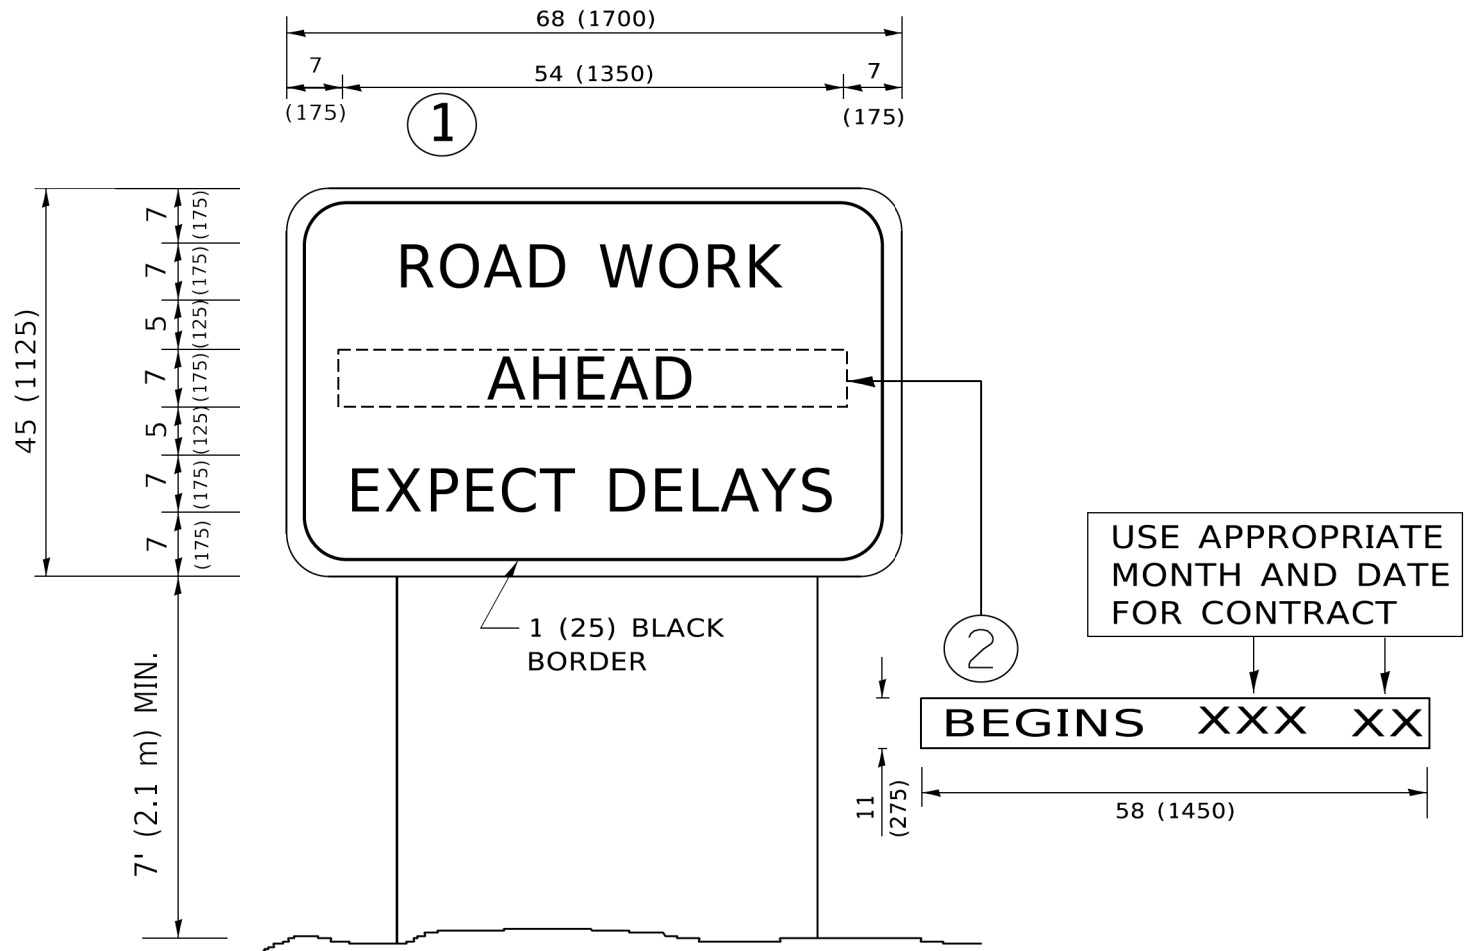 68 (1700)
7
54 (1350)
7
(175)
(175)
1
7
(175)
7
(175)
5
(125)
7
(175)
5
(125)
7
(175)
7
(175)
45 (1125)
ROAD WORK
AHEAD
EXPECT DELAYS
1 (25) BLACK
BORDER
7' (2.1 m) MIN.
USE APPROPRIATE
MONTH AND DATE
FOR CONTRACT
2
BEGINS XXX XX
11
(275)
58 (1450)